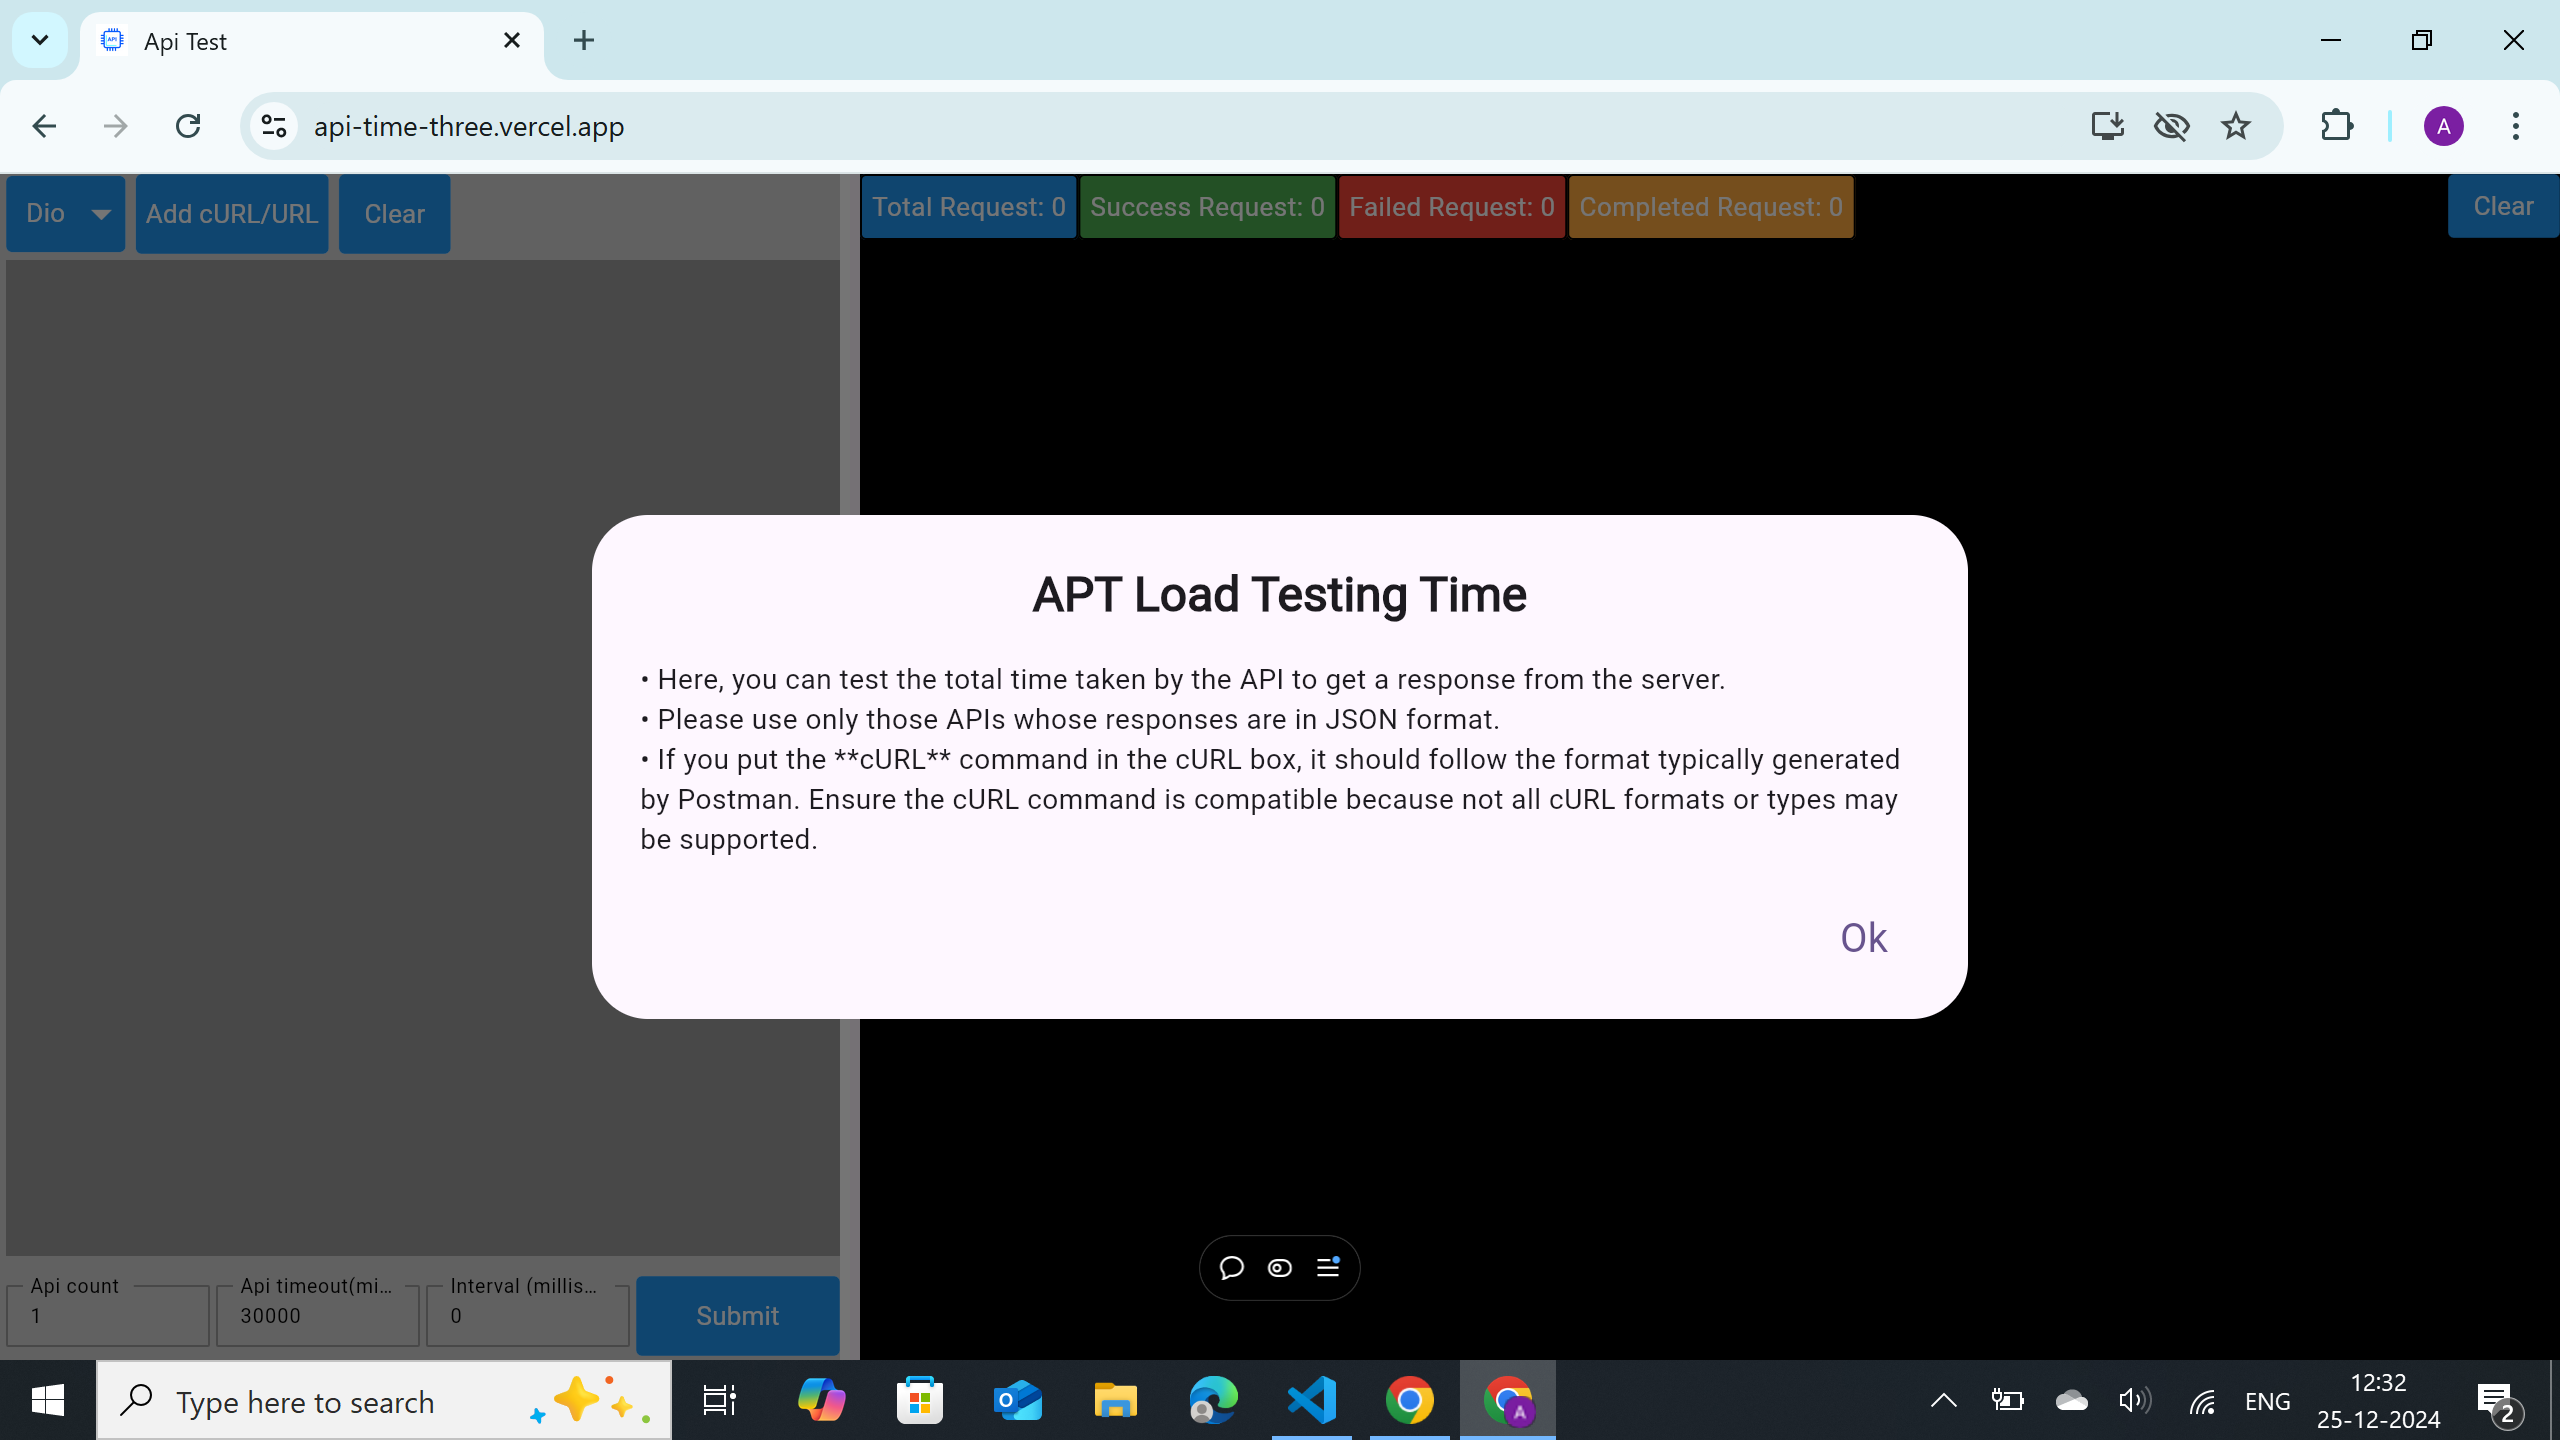 Api Test
api-time-three.vercel.app
A
Dio
Add cURL/URL
Clear
Total Request: 0
Success Request: 0
Failed Request: 0
Completed Request: 0
Clear
APT Load Testing Time
• Here, you can test the total time taken by the API to get a response from the server.
• Please use only those APIs whose responses are in JSON format.
• If you put the **cURL** command in the cURL box, it should follow the format typically generated
by Postman. Ensure the cURL command is compatible because not all cURL formats or types may
be supported.
Ok
Api count
1
Api timeout(mi...
30000
Interval (millis...
0
Submit
Type here to search
A
ENG
12:32
25-12-2024
2